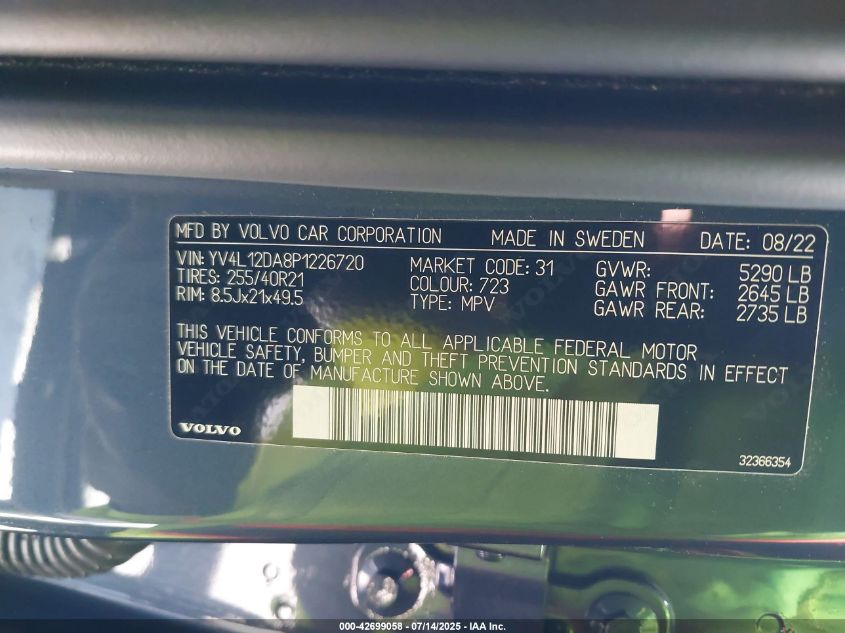 MFD BY VOLVO CAR CORPORATION MADE IN SWEDEN DATE: 08/22
VIN: YV4L12DA8P1226720 MARKET CODE: 31 GVWR: 5290 LB
TIRES: 255/40R21 COLOUR: 723 GAWR FRONT: 2645 LB
RIM: 8.5Jx21x49.5 TYPE: MPV GAWR REAR: 2735 LB
THIS VEHICLE CONFORMS TO ALL APPLICABLE FEDERAL MOTOR
VEHICLE SAFETY, BUMPER AND THEFT PREVENTION STANDARDS IN EFFECT
ON THE DATE OF MANUFACTURE SHOWN ABOVE.
VOLVO
32366354
000-42699058 - 07/14/2025 - IAA Inc.